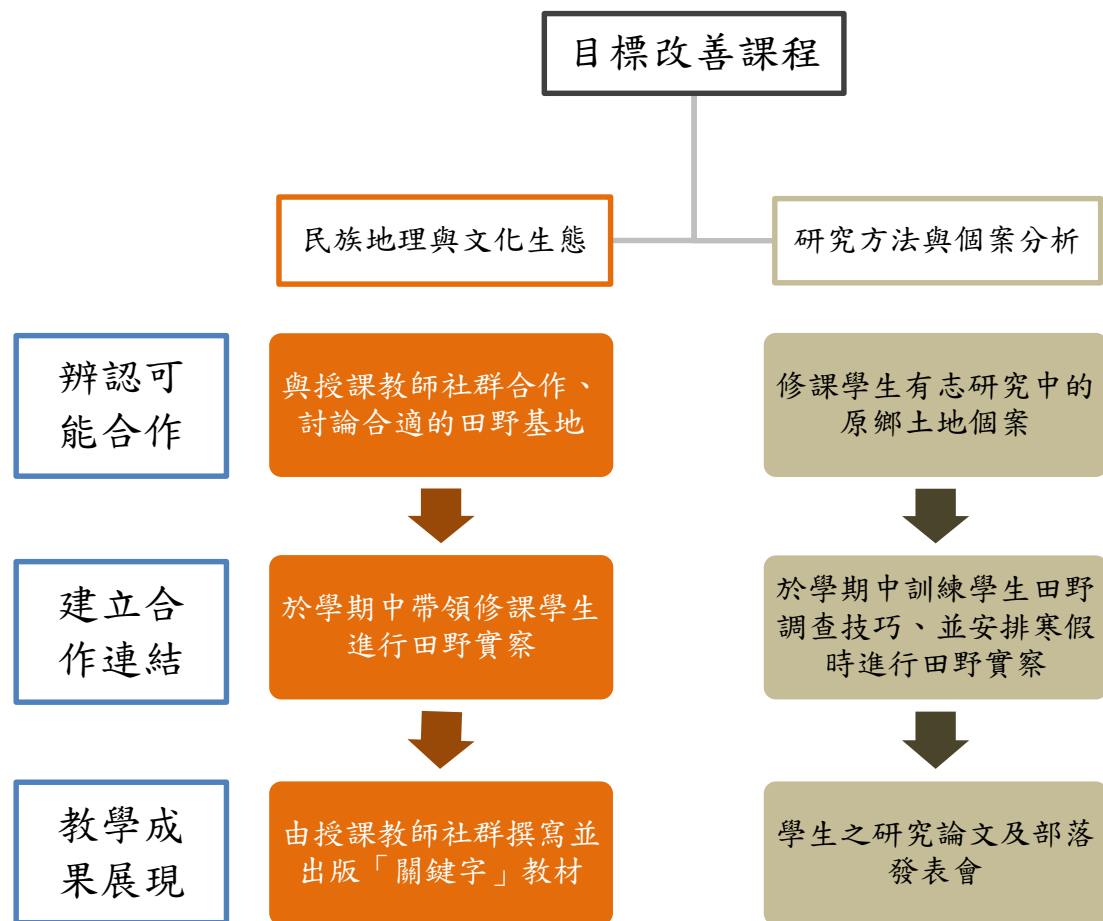 目標改善課程
民族地理與文化生態
研究方法與個案分析
辨認可
能合作
與授課教師社群合作、
討論合適的田野基地
修課學生有志研究中的
原鄉土地個案
建立合
作連結
於學期中帶領修課學生
進行田野實察
於學期中訓練學生田野
調查技巧、並安排寒假
時進行田野實察
教學成
果展現
由授課教師社群撰寫並
出版「關鍵字」教材
學生之研究論文及部落
發表會